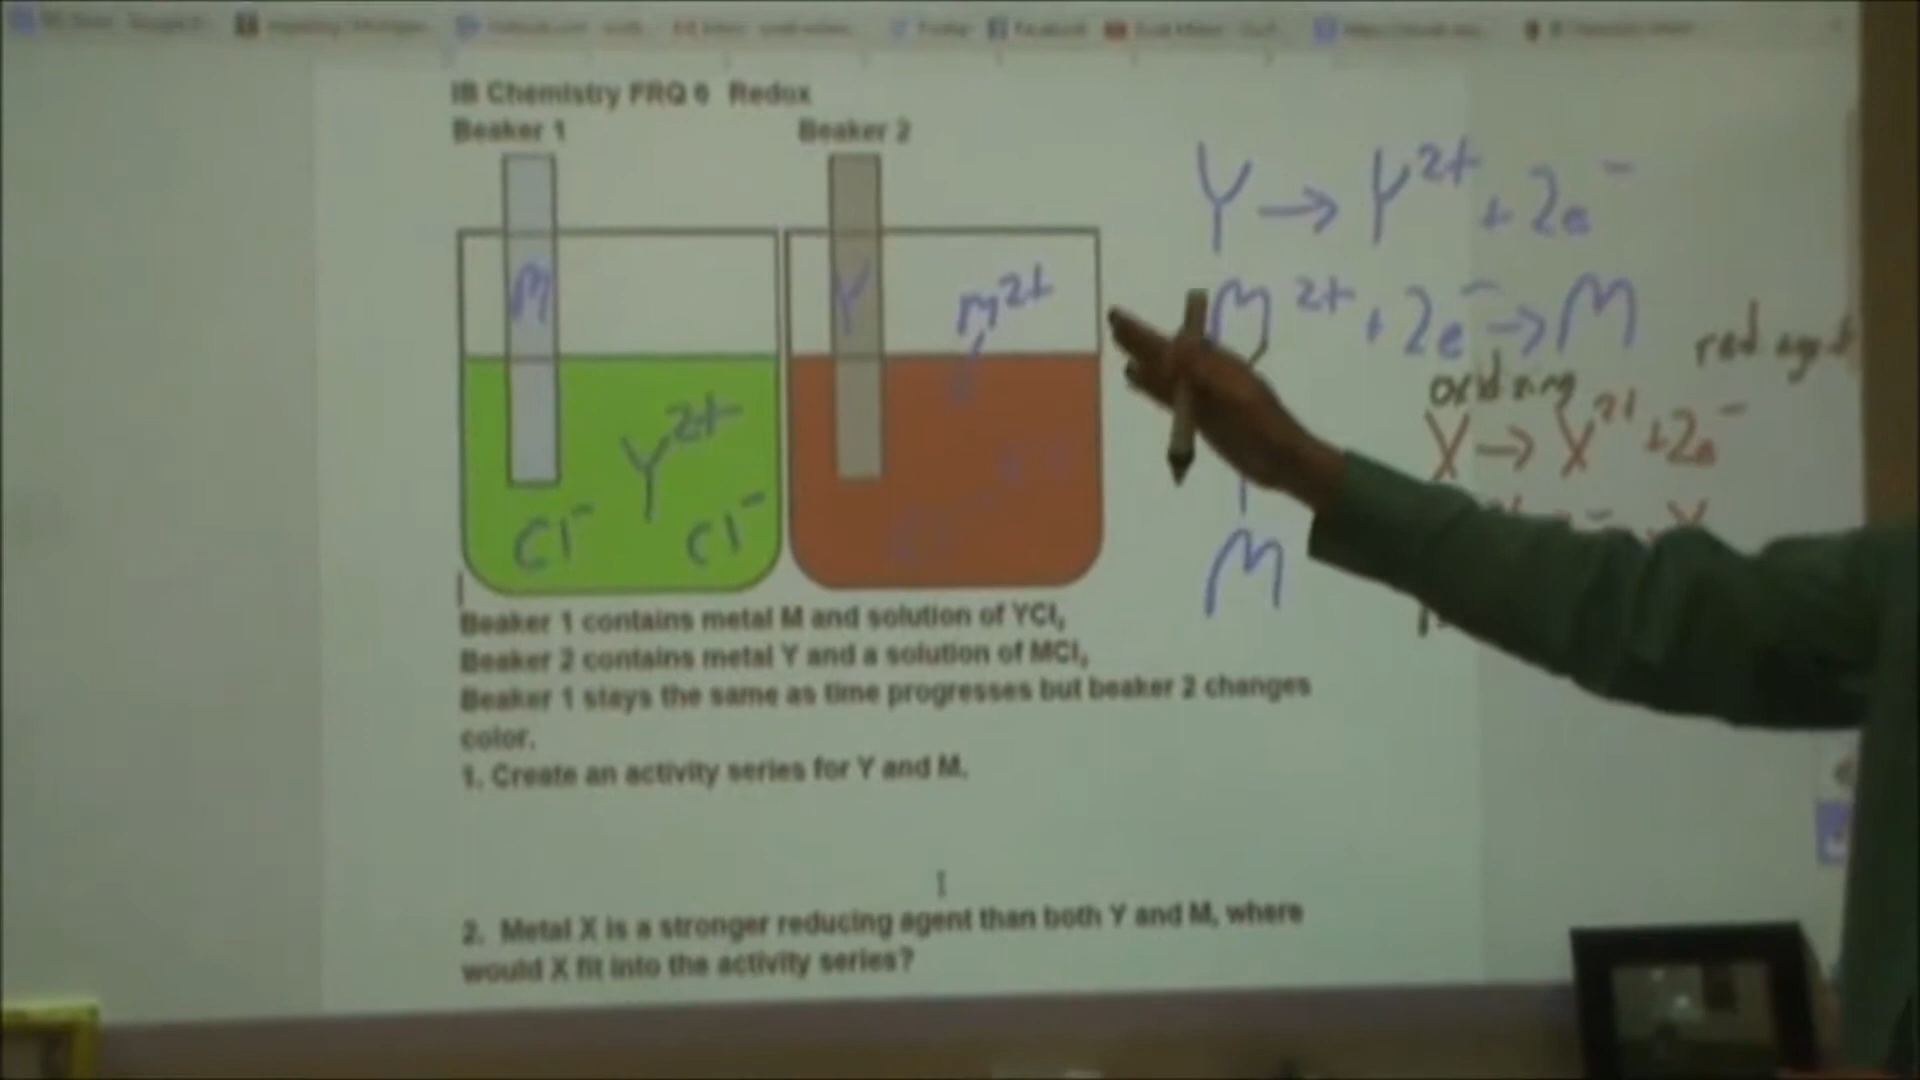 Facebook
IB Chemistry FRQ 6 Redox
Beaker 1 Beaker 2
M
Y
M²⁺
Y²⁺
Cl⁻ Cl⁻
Y → Y²⁺ + 2e⁻
M²⁺ + 2e⁻ → M
red agent
oxidizing
X → X²⁺ + 2e⁻
M
Beaker 1 contains metal M and solution of YCl₂
Beaker 2 contains metal Y and a solution of MCl₂
Beaker 1 stays the same as time progresses but beaker 2 changes
color.
1. Create an activity series for Y and M.
2. Metal X is a stronger reducing agent than both Y and M, where
would X fit into the activity series?